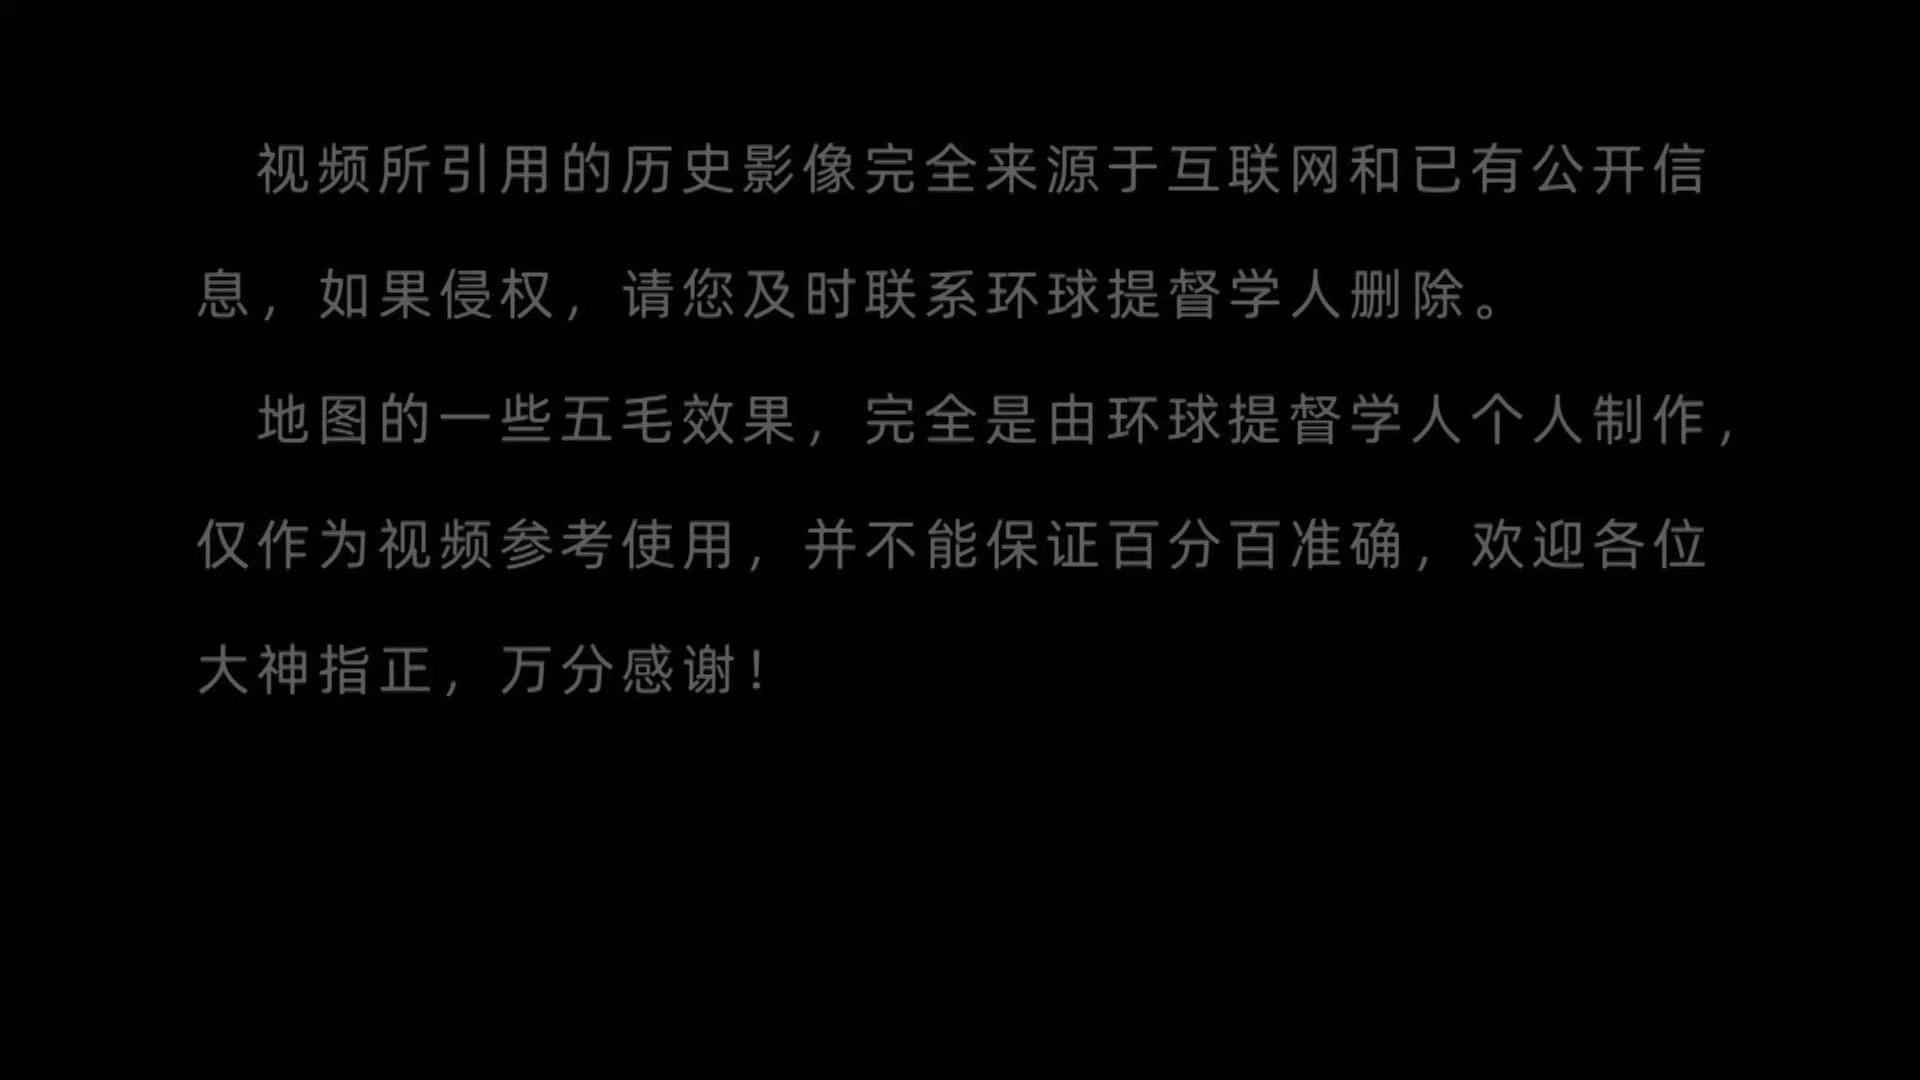 视频所引用的历史影像完全来源于互联网和已有公开信
息，如果侵权，请您及时联系环球提督学人删除。
地图的一些五毛效果，完全是由环球提督学人个人制作，
仅作为视频参考使用，并不能保证百分百准确，欢迎各位
大神指正，万分感谢！